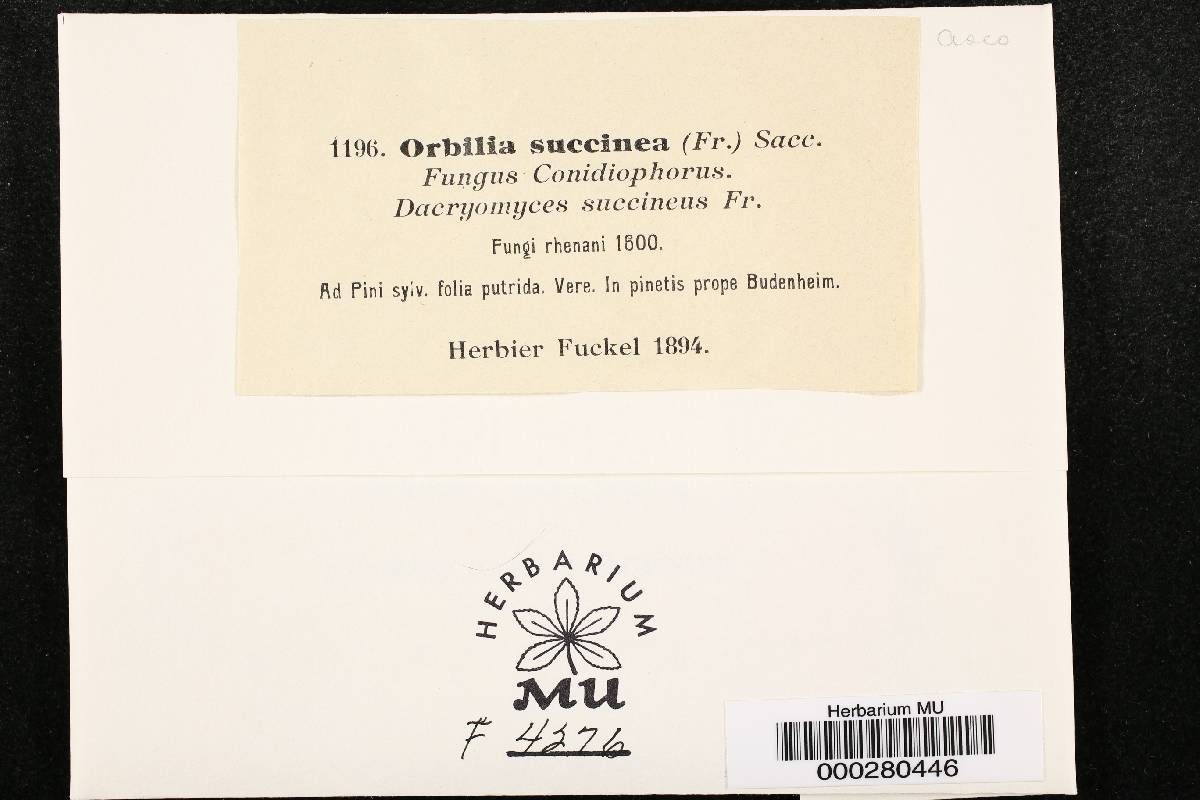 asco
1196. Orbilia succinea (Fr.) Sacc.
Fungus Conidiophorus.
Dacryomyces succineus Fr.
Fungi rhenani 1600.
Ad Pini sylv. folia putrida. Vere. In pinetis prope Budenheim.
Herbier Fuckel 1894.
HERBARIUM
MU
F 4276
Herbarium MU
000280446